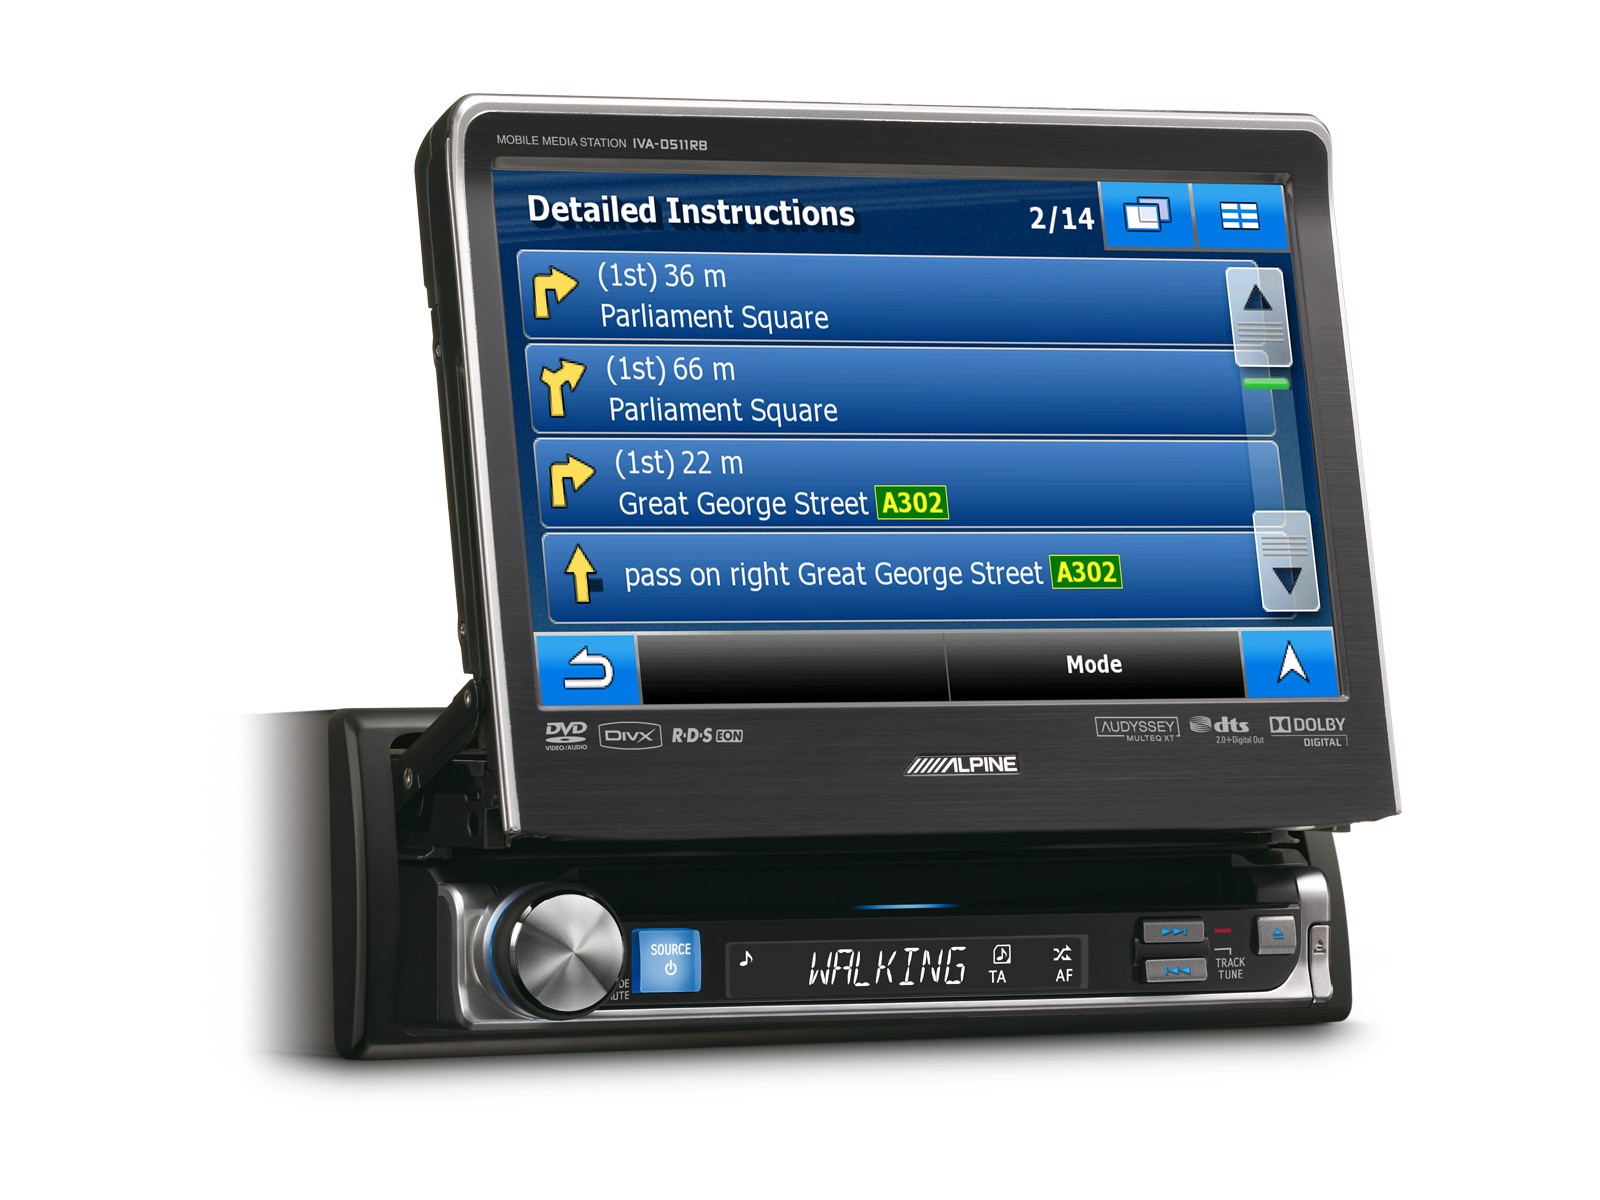 MOBILE MEDIA STATION IVA-D511RB
Detailed Instructions 2/14
(1st) 36 m
Parliament Square
(1st) 66 m
Parliament Square
(1st) 22 m
Great George Street A302
pass on right Great George Street A302
Mode
DVD
VIDEO/AUDIO
DIVX
R·D·S EON
AUDYSSEY
MULTEQ XT
dts
2.0+Digital Out
DOLBY
DIGITAL
ALPINE
SOURCE
WALKING
TA
AF
TRACK
TUNE